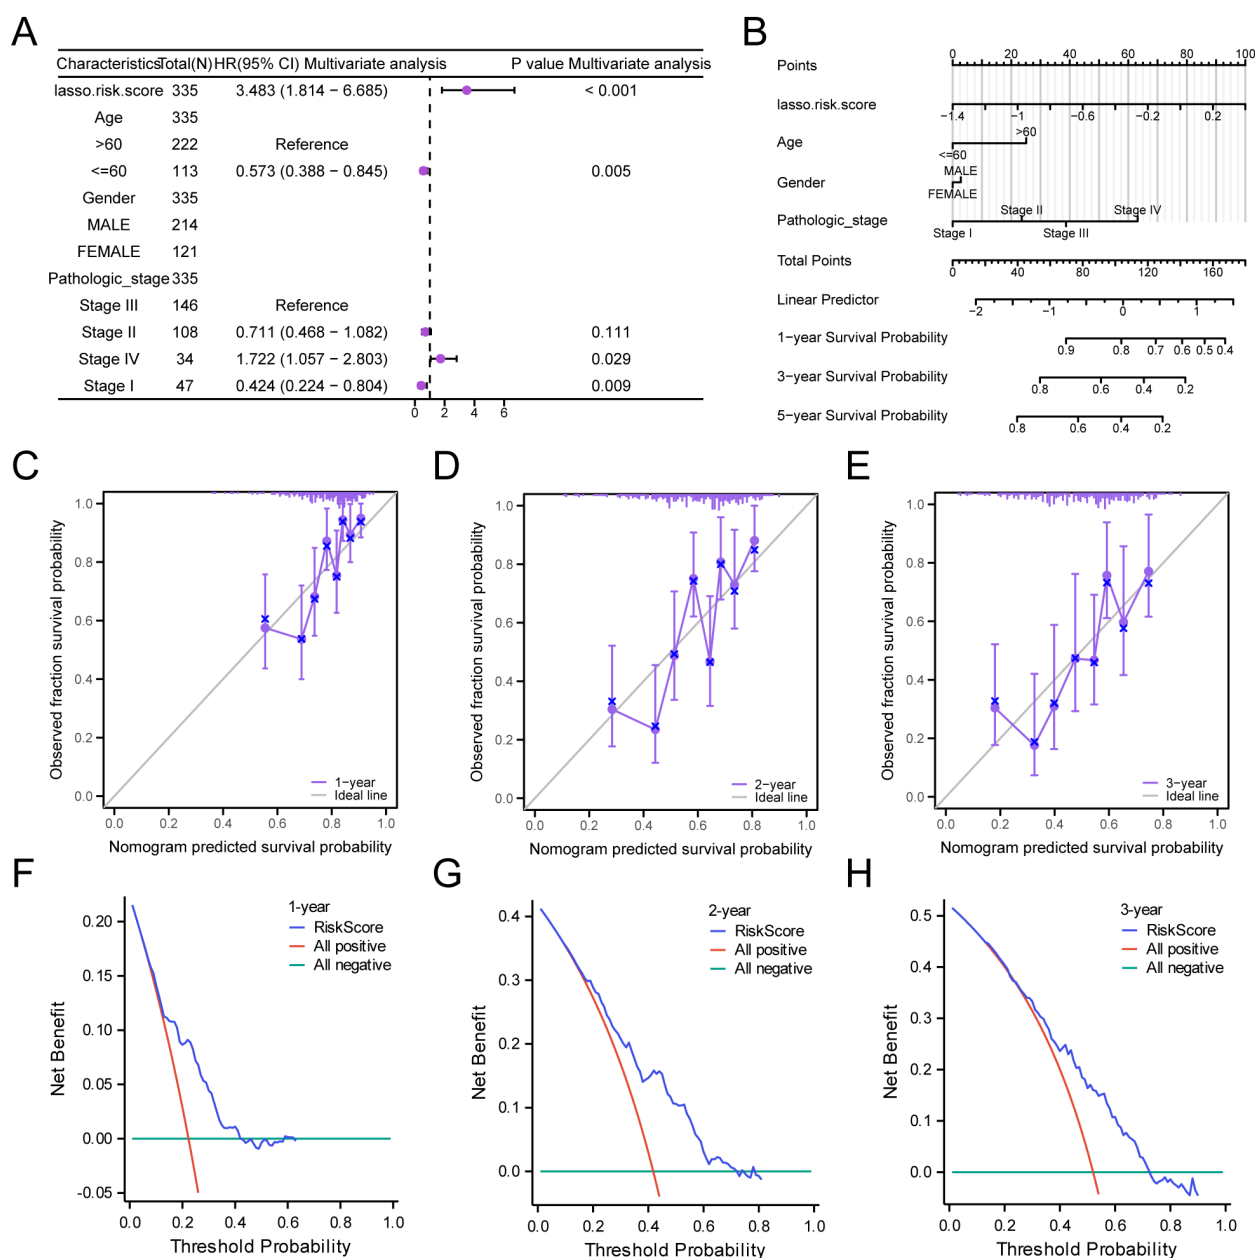 A
Characteristics Total(N) HR(95% CI) Multivariate analysis P value Multivariate analysis
lasso.risk.score 335 3.483 (1.814 − 6.685) < 0.001
Age 335
>60 222 Reference
<=60 113 0.573 (0.388 − 0.845) 0.005
Gender 335
MALE 214
FEMALE 121
Pathologic_stage 335
Stage III 146 Reference
Stage II 108 0.711 (0.468 − 1.082) 0.111
Stage IV 34 1.722 (1.057 − 2.803) 0.029
Stage I 47 0.424 (0.224 − 0.804) 0.009
0 2 4 6
B
Points 0 20 40 60 80 100
lasso.risk.score −1.4 −1 −0.6 −0.2 0.2
Age >60
<=60
Gender MALE
FEMALE
Pathologic_stage Stage II Stage IV
Stage I Stage III
Total Points 0 40 80 120 160
Linear Predictor −2 −1 0 1
1−year Survival Probability 0.9 0.8 0.7 0.6 0.5 0.4
3−year Survival Probability 0.8 0.6 0.4 0.2
5−year Survival Probability 0.8 0.6 0.4 0.2
C
Observed fraction survival probability
1.0
0.8
0.6
0.4
0.2
0.0
1−year
Ideal line
0.0 0.2 0.4 0.6 0.8 1.0
Nomogram predicted survival probability
D
Observed fraction survival probability
1.0
0.8
0.6
0.4
0.2
0.0
2−year
Ideal line
0.0 0.2 0.4 0.6 0.8 1.0
Nomogram predicted survival probability
E
Observed fraction survival probability
1.0
0.8
0.6
0.4
0.2
0.0
3−year
Ideal line
0.0 0.2 0.4 0.6 0.8 1.0
Nomogram predicted survival probability
F
Net Benefit
0.20
0.15
0.10
0.05
0.00
-0.05
1-year
RiskScore
All positive
All negative
0.0 0.2 0.4 0.6 0.8 1.0
Threshold Probability
G
Net Benefit
0.4
0.3
0.2
0.1
0.0
2-year
RiskScore
All positive
All negative
0.0 0.2 0.4 0.6 0.8 1.0
Threshold Probability
H
Net Benefit
0.5
0.4
0.3
0.2
0.1
0.0
3-year
RiskScore
All positive
All negative
0.0 0.2 0.4 0.6 0.8 1.0
Threshold Probability